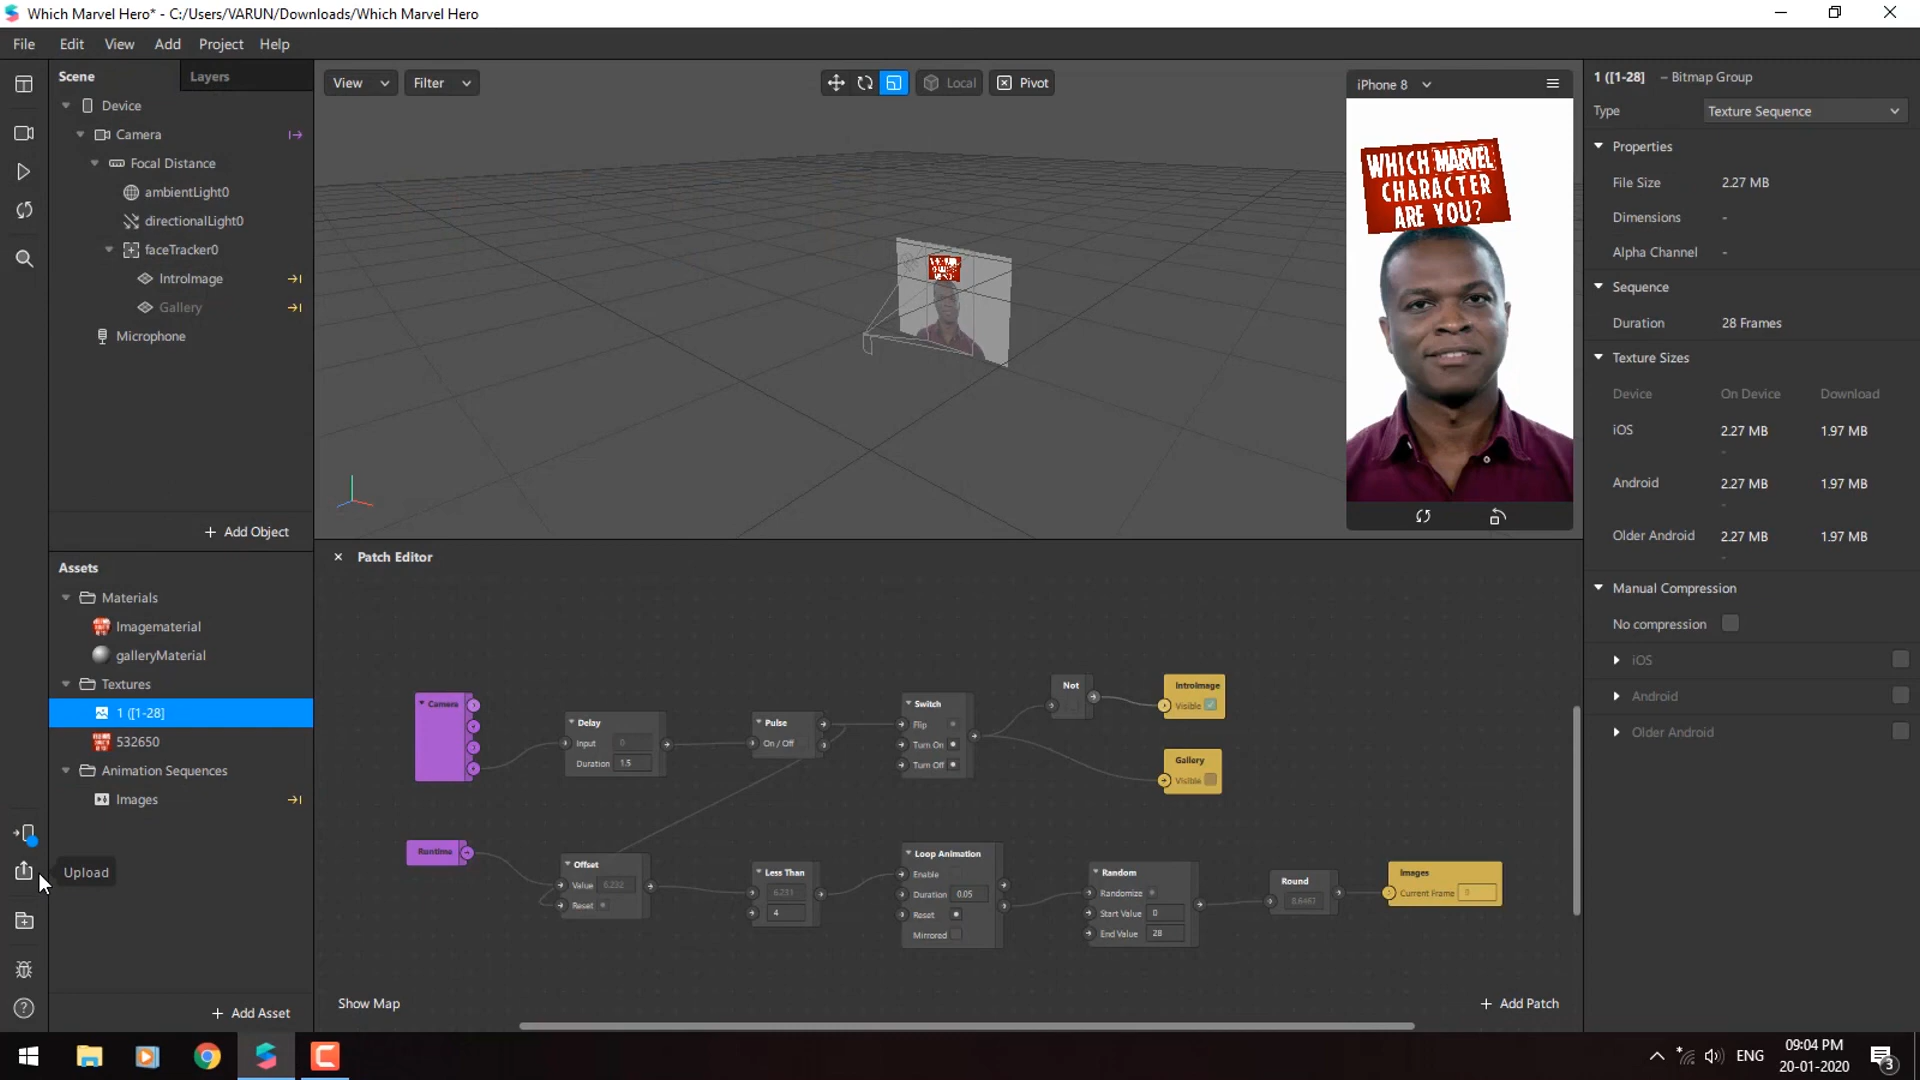 Which Marvel Hero* - C:/Users/VARUN/Downloads/Which Marvel Hero
File Edit View Add Project Help
Scene Layers
Device
Camera
Focal Distance
ambientLight0
directionalLight0
faceTracker0
IntroImage
Gallery
Microphone
+ Add Object
Assets
Materials
Imagematerial
galleryMaterial
Textures
1 ([1-28]
532650
Animation Sequences
Images
Upload
+ Add Asset
View Filter Local Pivot
iPhone 8
WHICH MARVEL
CHARACTER
ARE YOU?
Patch Editor
Camera
Delay
Input 0
Duration 1.5
Pulse
On / Off
Switch
Flip
Turn On
Turn Off
Not
IntroImage
Visible
Gallery
Visible
Runtime
Offset
Value 6.232
Reset
Less Than
6.231
4
Loop Animation
Enable
Duration 0.05
Reset
Mirrored
Random
Randomize
Start Value 0
End Value 28
Round
Images
Current Frame 0
Show Map
+ Add Patch
1 ([1-28] – Bitmap Group
Type Texture Sequence
Properties
File Size 2.27 MB
Dimensions -
Alpha Channel -
Sequence
Duration 28 Frames
Texture Sizes
Device On Device Download
iOS 2.27 MB 1.97 MB
-
Android 2.27 MB 1.97 MB
-
Older Android 2.27 MB 1.97 MB
-
Manual Compression
No compression
iOS
Android
Older Android
ENG
09:04 PM
20-01-2020
3